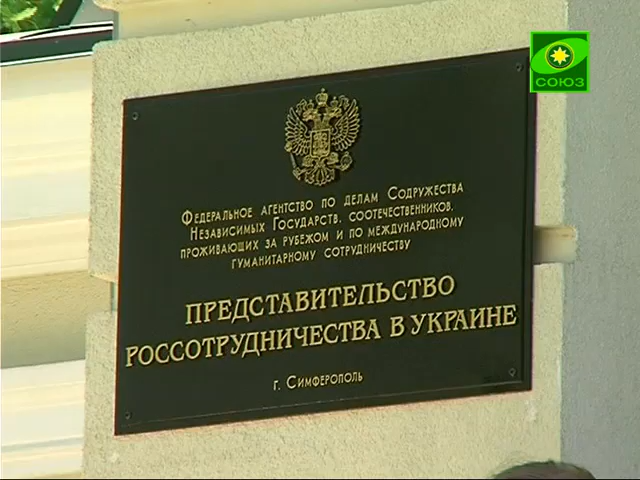 СОЮЗ
Федеральное агентство по делам Содружества
Независимых Государств, соотечественников,
проживающих за рубежом и по международному
гуманитарному сотрудничеству
ПРЕДСТАВИТЕЛЬСТВО
РОССОТРУДНИЧЕСТВА В УКРАИНЕ
г. Симферополь